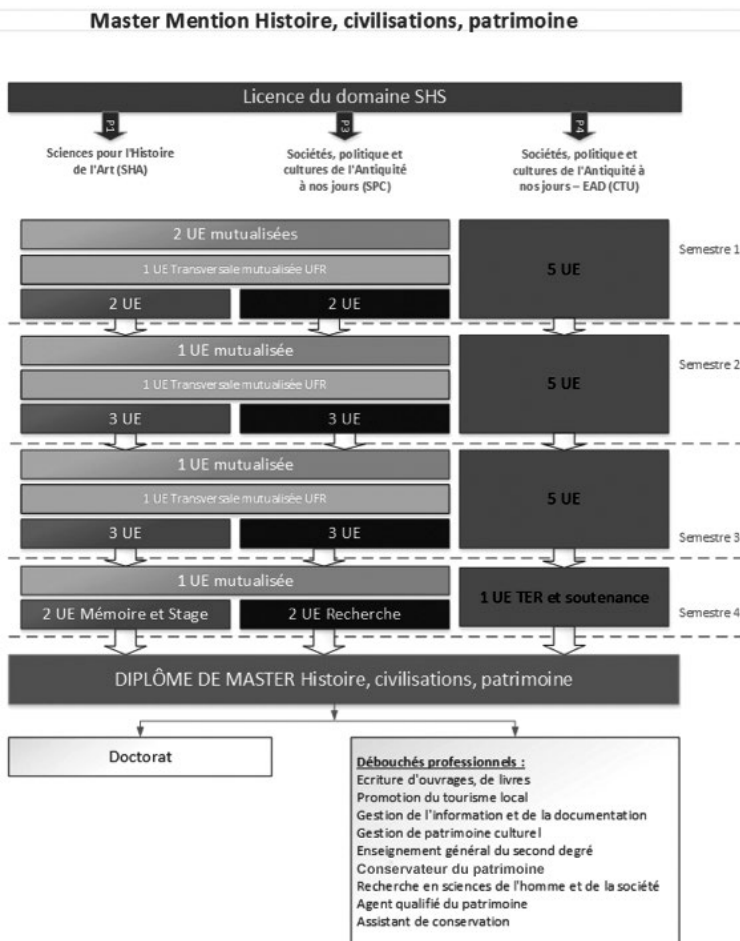 Master Mention Histoire, civilisations, patrimoine
Licence du domaine SHS
P1
P3
P4
Sciences pour l'Histoire
de l'Art (SHA)
Sociétés, politique et
cultures de l'Antiquité
à nos jours (SPC)
Sociétés, politique et
cultures de l'Antiquité à
nos jours – EAD (CTU)
2 UE mutualisées
1 UE Transversale mutualisée UFR
2 UE
2 UE
5 UE
Semestre 1
1 UE mutualisée
1 UE Transversale mutualisée UFR
3 UE
3 UE
5 UE
Semestre 2
1 UE mutualisée
1 UE Transversale mutualisée UFR
3 UE
3 UE
5 UE
Semestre 3
1 UE mutualisée
2 UE Mémoire et Stage
2 UE Recherche
1 UE TER et soutenance
Semestre 4
DIPLÔME DE MASTER Histoire, civilisations, patrimoine
Doctorat
Débouchés professionnels :
Ecriture d'ouvrages, de livres
Promotion du tourisme local
Gestion de l'information et de la documentation
Gestion de patrimoine culturel
Enseignement général du second degré
Conservateur du patrimoine
Recherche en sciences de l'homme et de la société
Agent qualifié du patrimoine
Assistant de conservation